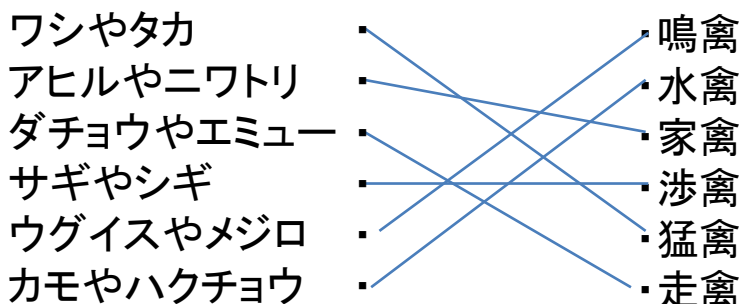 ワシやタカ ・ ・鳴禽
アヒルやニワトリ ・ ・水禽
ダチョウやエミュー ・ ・家禽
サギやシギ ・ ・渉禽
ウグイスやメジロ ・ ・猛禽
カモやハクチョウ ・ ・走禽